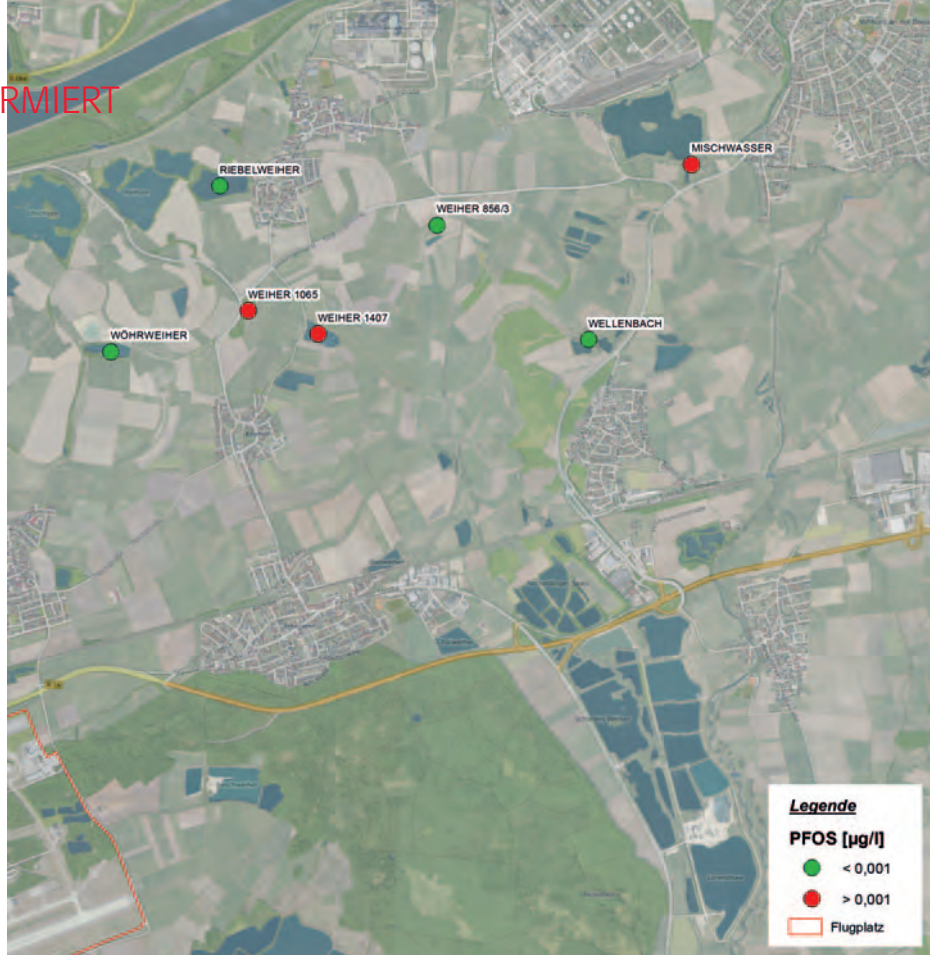 RMIERT
MISCHWASSER
RIEBELWEIHER
WEIHER 856/3
WEIHER 1065
WEIHER 1407
WELLENBACH
WÖHRWEIHER
B 16
Legende
PFOS [µg/l]
< 0,001
> 0,001
Flugplatz